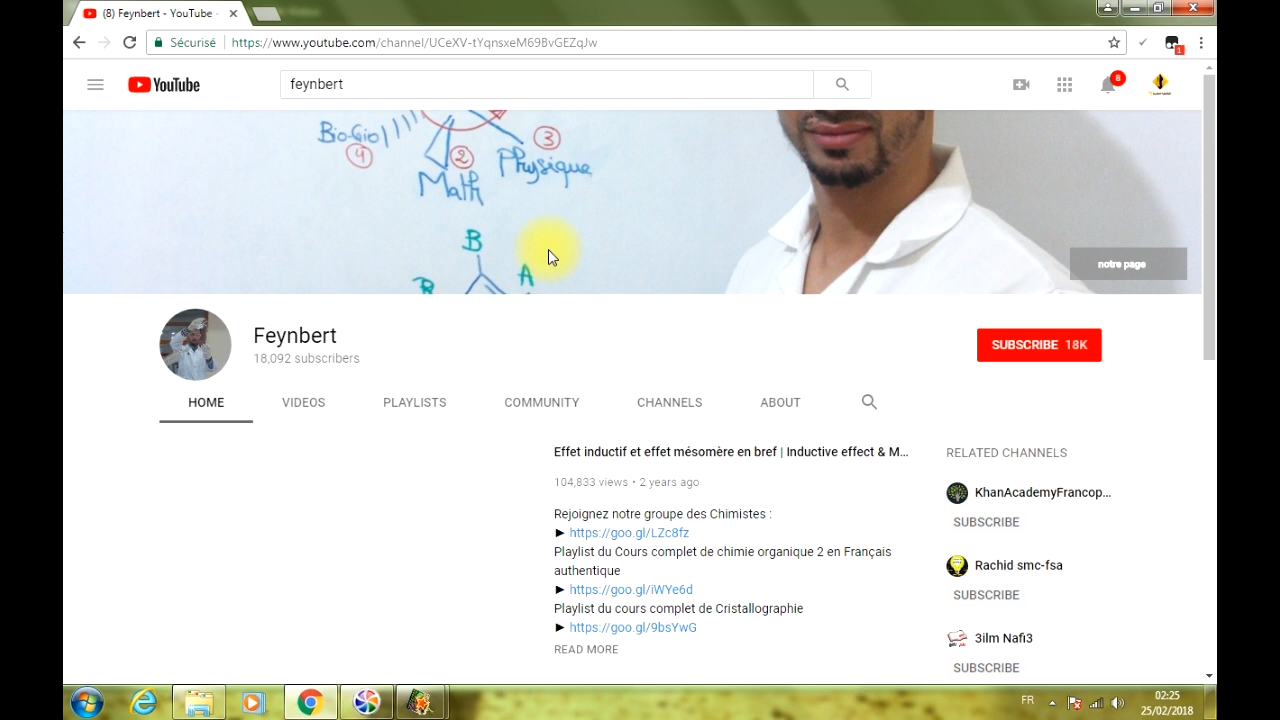 (8) Feynbert - YouTube -
Sécurisé https://www.youtube.com/channel/UCeXV-tYqnsxeM69BvGEZqJw 1
YouTube feynbert 8
Bio-Gio
4
3
2
Physique
Math
B
A
B
notre page
Feynbert
18,092 subscribers
SUBSCRIBE 18K
HOME VIDEOS PLAYLISTS COMMUNITY CHANNELS ABOUT
Effet inductif et effet mésomère en bref | Inductive effect & M...
104,833 views • 2 years ago
Rejoignez notre groupe des Chimistes :
► https://goo.gl/LZc8fz
Playlist du Cours complet de chimie organique 2 en Français
authentique
► https://goo.gl/iWYe6d
Playlist du cours complet de Cristallographie
► https://goo.gl/9bsYwG
READ MORE
RELATED CHANNELS
KhanAcademyFrancop...
SUBSCRIBE
Rachid smc-fsa
SUBSCRIBE
3ilm Nafi3
SUBSCRIBE
FR
02:25
25/02/2018